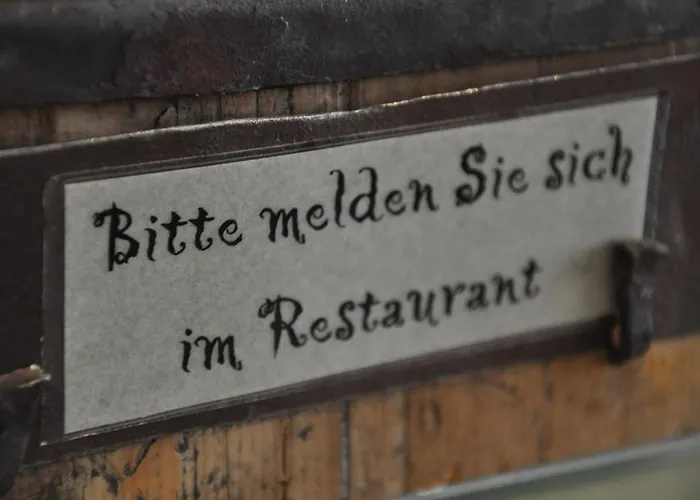 Bitte melden Sie sich
im Restaurant